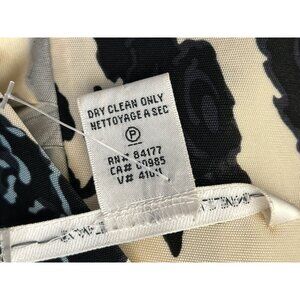 DRY CLEAN ONLY
NETTOYAGE A SEC
P
RN# 84177
CA# 00985